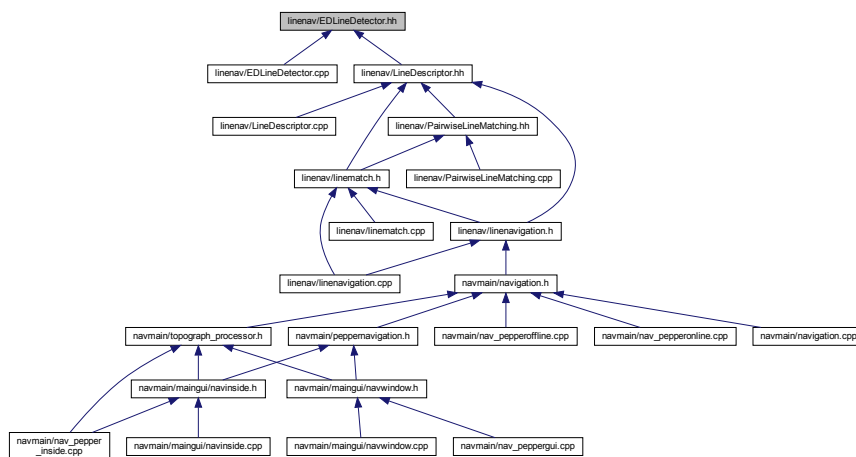 linenav/EDLineDetector.hh
linenav/EDLineDetector.cpp
linenav/LineDescriptor.hh
linenav/LineDescriptor.cpp
linenav/PairwiseLineMatching.hh
linenav/linematch.h
linenav/PairwiseLineMatching.cpp
linenav/linematch.cpp
linenav/linenavigation.h
linenav/linenavigation.cpp
navmain/navigation.h
navmain/topograph_processor.h
navmain/peppernavigation.h
navmain/nav_pepperoffline.cpp
navmain/nav_pepperonline.cpp
navmain/navigation.cpp
navmain/maingui/navinside.h
navmain/maingui/navwindow.h
navmain/nav_pepper
_inside.cpp
navmain/maingui/navinside.cpp
navmain/maingui/navwindow.cpp
navmain/nav_peppergui.cpp